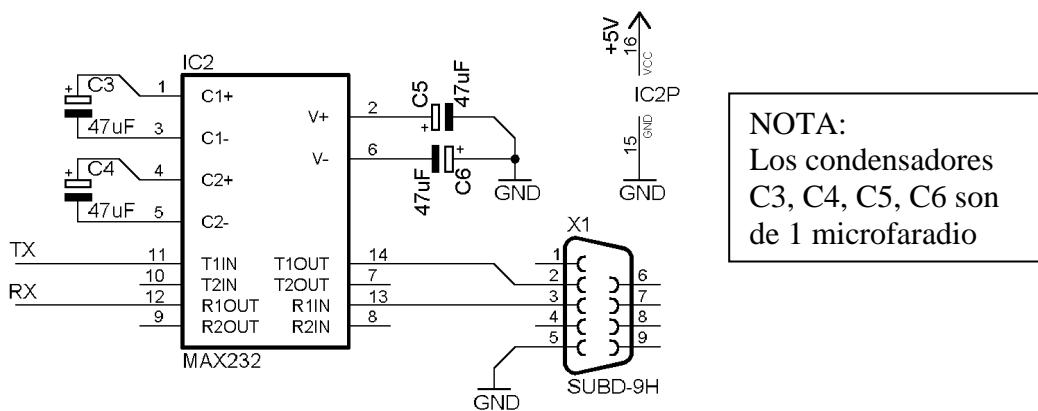 IC2
C3
+
1
C1+
47uF
3
C1-
C4
+
4
C2+
47uF
5
C2-
TX
11
T1IN
10
T2IN
RX
12
R1OUT
9
R2OUT
MAX232
V+
2
C5
+
47uF
V-
6
47uF
+
C6
GND
T1OUT
14
T2OUT
7
R1IN
13
R2IN
8
+5V
16
VCC
IC2P
15
GND
GND
X1
1
2
3
4
5
6
7
8
9
GND
SUBD-9H
NOTA:
Los condensadores
C3, C4, C5, C6 son
de 1 microfaradio